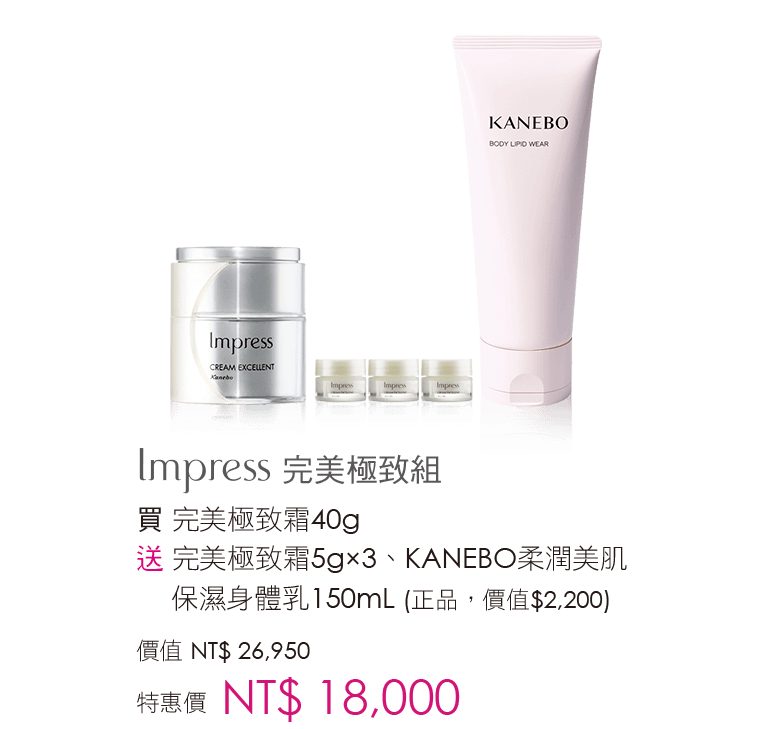 KANEBO
BODY LIPID WEAR
Impress
CREAM EXCELLENT
Kanebo
Impress
Impress
Impress
Impress 完美極致組
買 完美極致霜40g
送 完美極致霜5g×3、KANEBO柔潤美肌
保濕身體乳150mL (正品，價值$2,200)
價值 NT$ 26,950
特惠價 NT$ 18,000